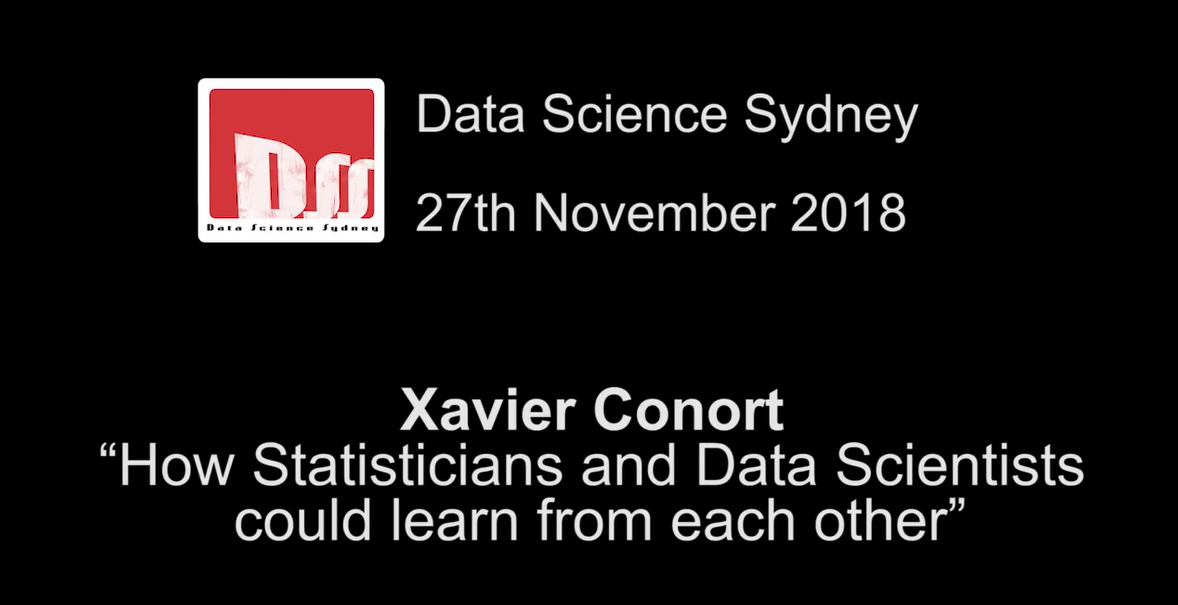 DSS
Data Science Sydney
Data Science Sydney
27th November 2018
Xavier Conort
“How Statisticians and Data Scientists
could learn from each other”